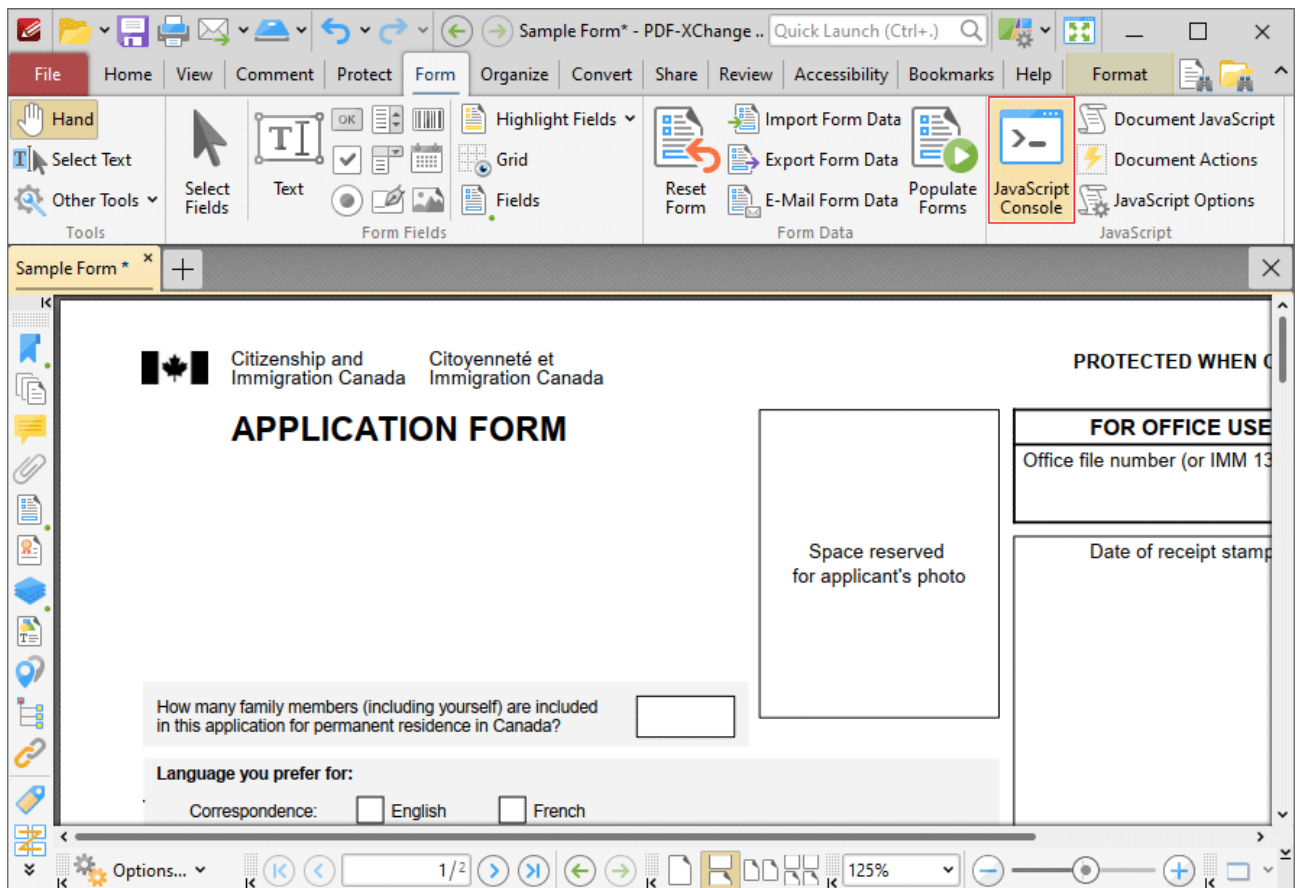 Sample Form* - PDF-XChange .. Quick Launch (Ctrl+.)
File Home View Comment Protect Form Organize Convert Share Review Accessibility Bookmarks Help Format
Hand
Select Text
Other Tools
Tools
Select
Fields
Text
OK
Highlight Fields
Grid
Fields
Form Fields
Reset
Form
Import Form Data
Export Form Data
E-Mail Form Data
Populate
Forms
Form Data
JavaScript
Console
Document JavaScript
Document Actions
JavaScript Options
JavaScript
Sample Form *
Citizenship and
Immigration Canada
Citoyenneté et
Immigration Canada
PROTECTED WHEN
APPLICATION FORM
FOR OFFICE USE
Office file number (or IMM 13
Space reserved
for applicant's photo
Date of receipt stamp
How many family members (including yourself) are included
in this application for permanent residence in Canada?
Language you prefer for:
Correspondence: English French
Options... 1/2 125%